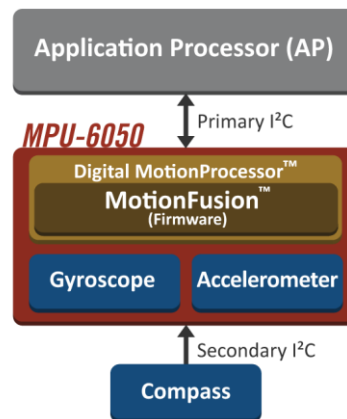 Application Processor (AP)
Primary I²C
MPU-6050
Digital MotionProcessor™
MotionFusion™
(Firmware)
Gyroscope
Accelerometer
Secondary I²C
Compass